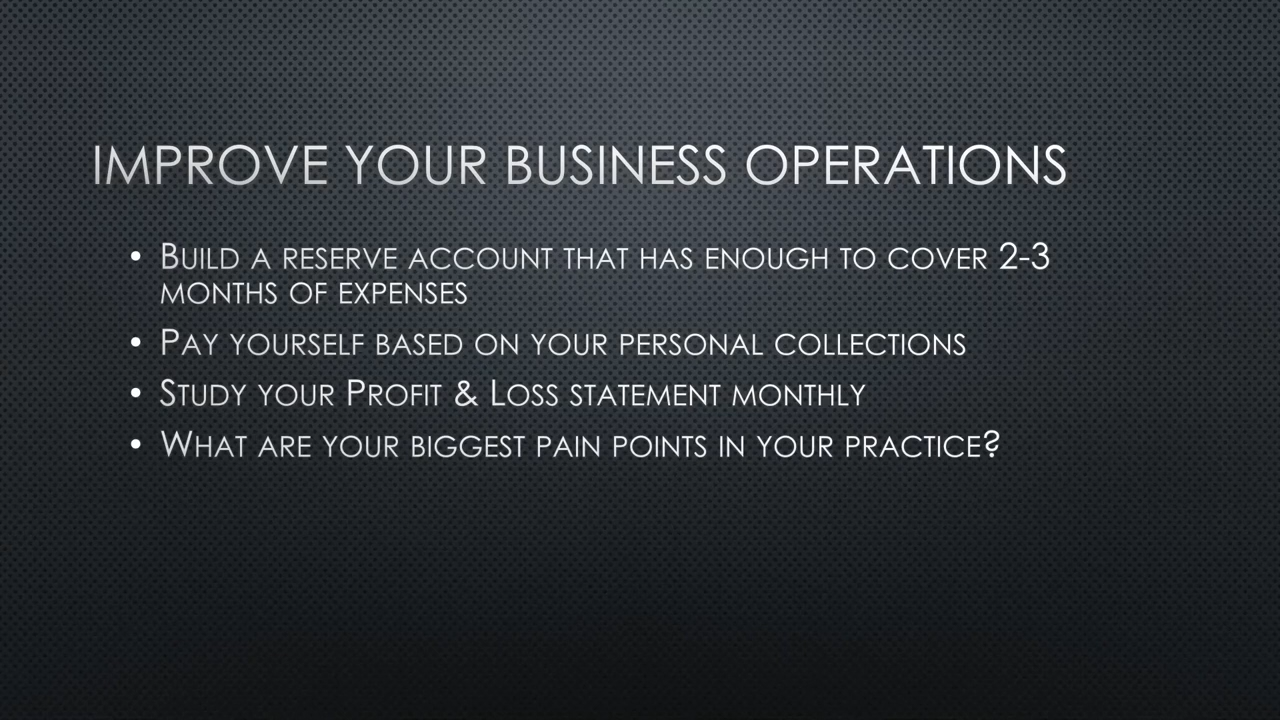 IMPROVE YOUR BUSINESS OPERATIONS
• BUILD A RESERVE ACCOUNT THAT HAS ENOUGH TO COVER 2-3
MONTHS OF EXPENSES
• PAY YOURSELF BASED ON YOUR PERSONAL COLLECTIONS
• STUDY YOUR PROFIT & LOSS STATEMENT MONTHLY
• WHAT ARE YOUR BIGGEST PAIN POINTS IN YOUR PRACTICE?